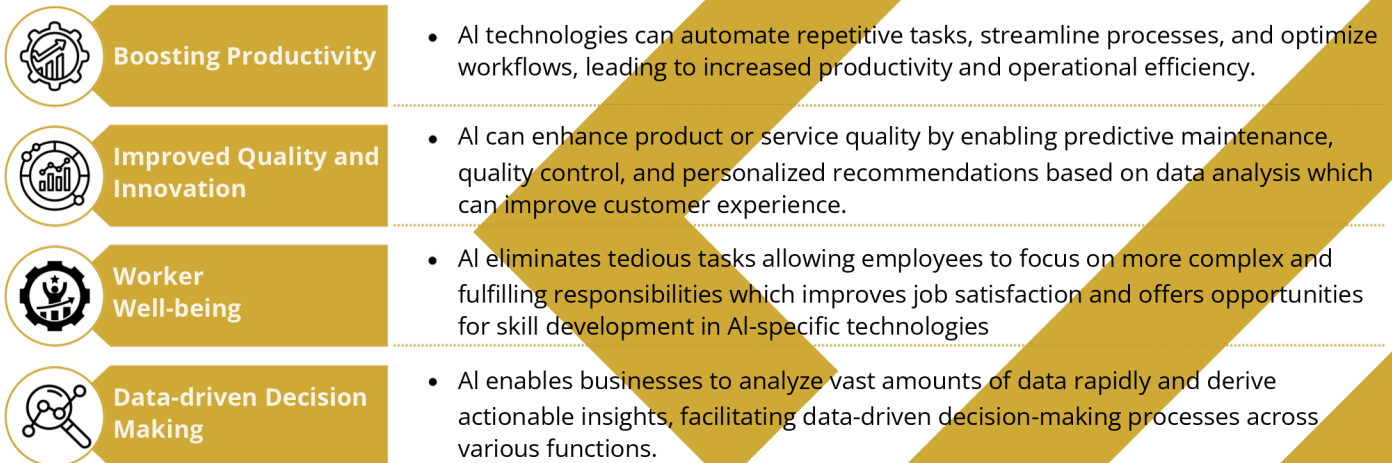 Boosting Productivity
• AI technologies can automate repetitive tasks, streamline processes, and optimize
workflows, leading to increased productivity and operational efficiency.
Improved Quality and
Innovation
• AI can enhance product or service quality by enabling predictive maintenance,
quality control, and personalized recommendations based on data analysis which
can improve customer experience.
Worker
Well-being
• AI eliminates tedious tasks allowing employees to focus on more complex and
fulfilling responsibilities which improves job satisfaction and offers opportunities
for skill development in AI-specific technologies
Data-driven Decision
Making
• AI enables businesses to analyze vast amounts of data rapidly and derive
actionable insights, facilitating data-driven decision-making processes across
various functions.